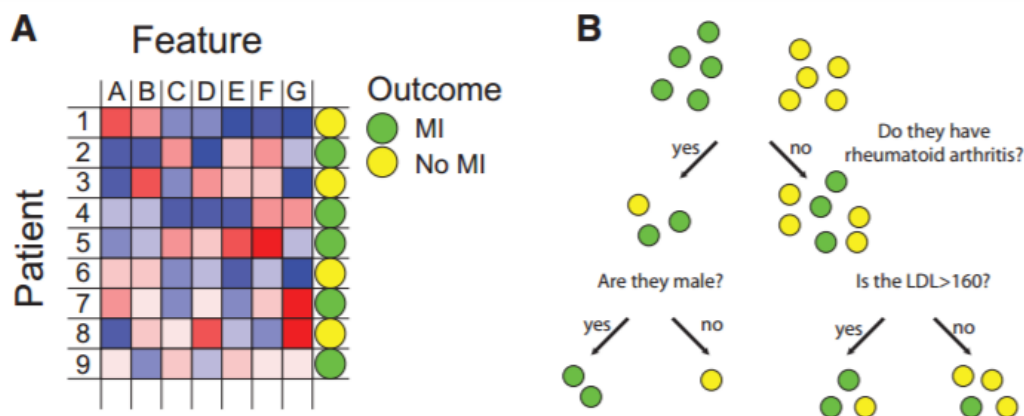 A
Feature
A B C D E F G
Patient
1
2
3
4
5
6
7
8
9
Outcome
MI
No MI
B
Do they have
rheumatoid arthritis?
yes no
Are they male?
yes no
Is the LDL>160?
yes no